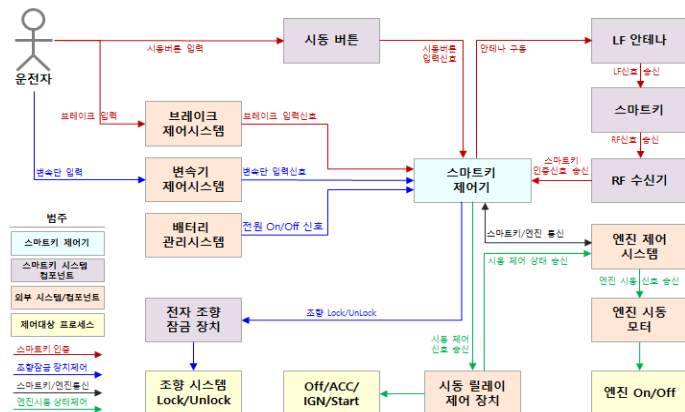 시동 버튼
LF 안테나
시동버튼 입력
시동버튼
입력신호
안테나 구동
운전자
LF신호 송신
스마트키
브레이크 입력
브레이크
제어시스템
브레이크 입력신호
RF신호 송신
스마트키
인증신호 송신
변속단 입력
변속기
제어시스템
변속단 입력신호
스마트키
제어기
RF 수신기
범주
배터리
관리시스템
전원 On/Off 신호
스마트키 제어기
스마트키/엔진 통신
엔진 제어
시스템
스마트키 시스템
컴포넌트
시동 제어 상태 송신
엔진 시동 신호 송신
외부 시스템/컴포넌트
전자 조향
잠금 장치
조향 Lock/UnLock
엔진 시동
모터
제어대상 프로세스
시동 제어
신호 송신
스마트키 인증
조향잠금 장치제어
스마트키/엔진통신
엔진시동 상태제어
조향 시스템
Lock/Unlock
Off/ACC/
IGN/Start
시동 릴레이
제어 장치
엔진 On/Off